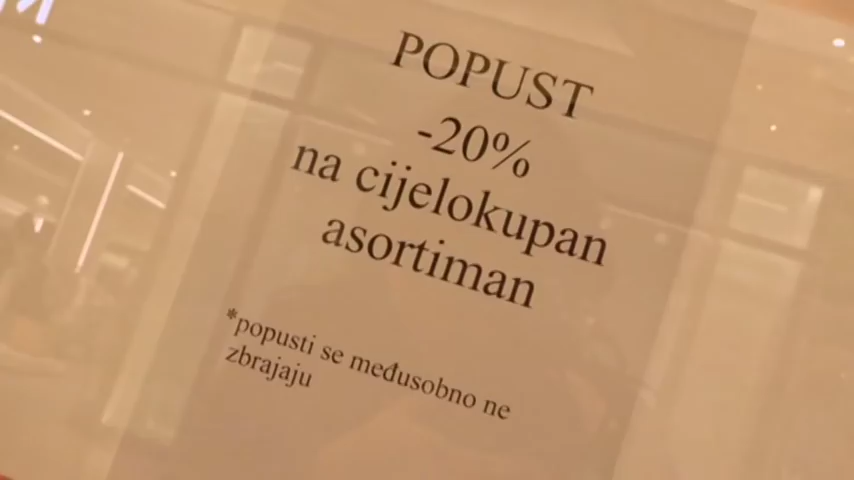 POPUST
-20%
na cijelokupan
asortiman
*popusti se međusobno ne
zbrajaju